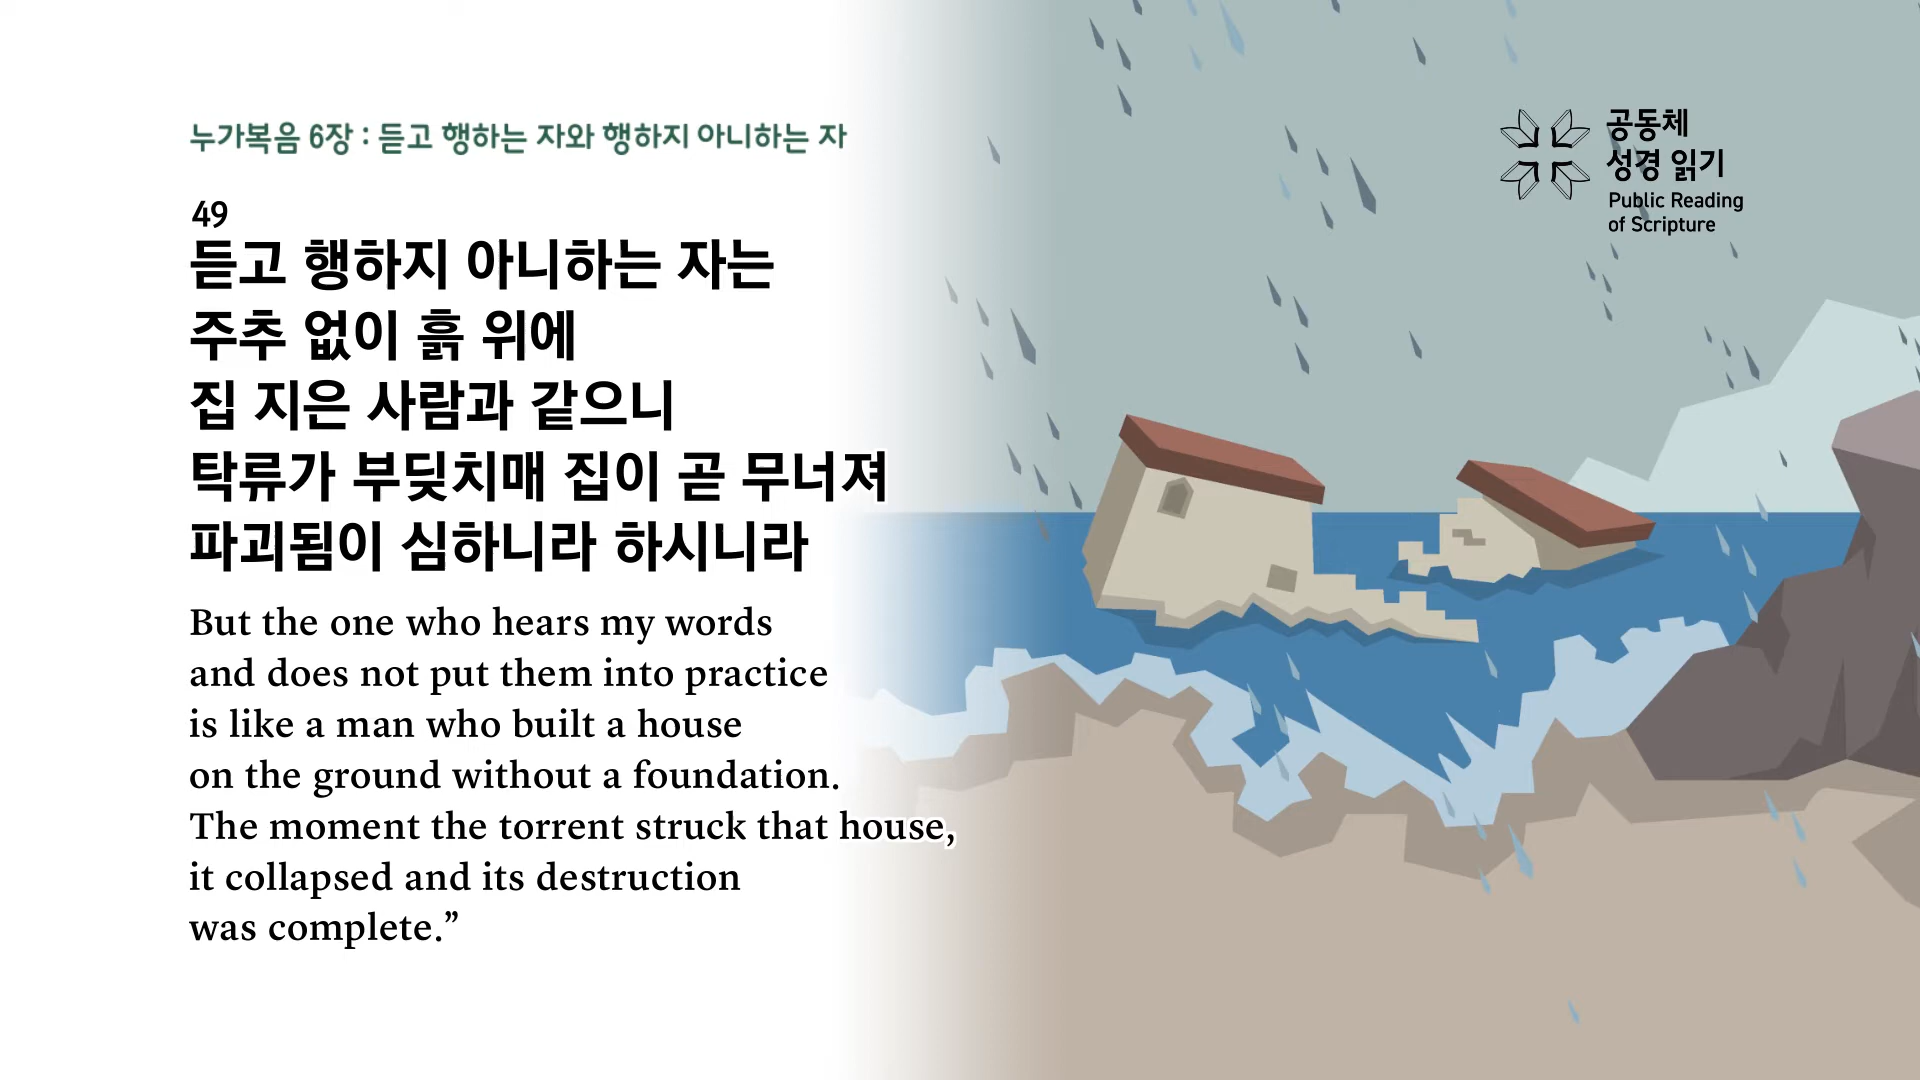 누가복음 6장 : 듣고 행하는 자와 행하지 아니하는 자
49
듣고 행하지 아니하는 자는
주추 없이 흙 위에
집 지은 사람과 같으니
탁류가 부딪치매 집이 곧 무너져
파괴됨이 심하니라 하시니라
But the one who hears my words
and does not put them into practice
is like a man who built a house
on the ground without a foundation.
The moment the torrent struck that house,
it collapsed and its destruction
was complete.”
공동체
성경 읽기
Public Reading
of Scripture